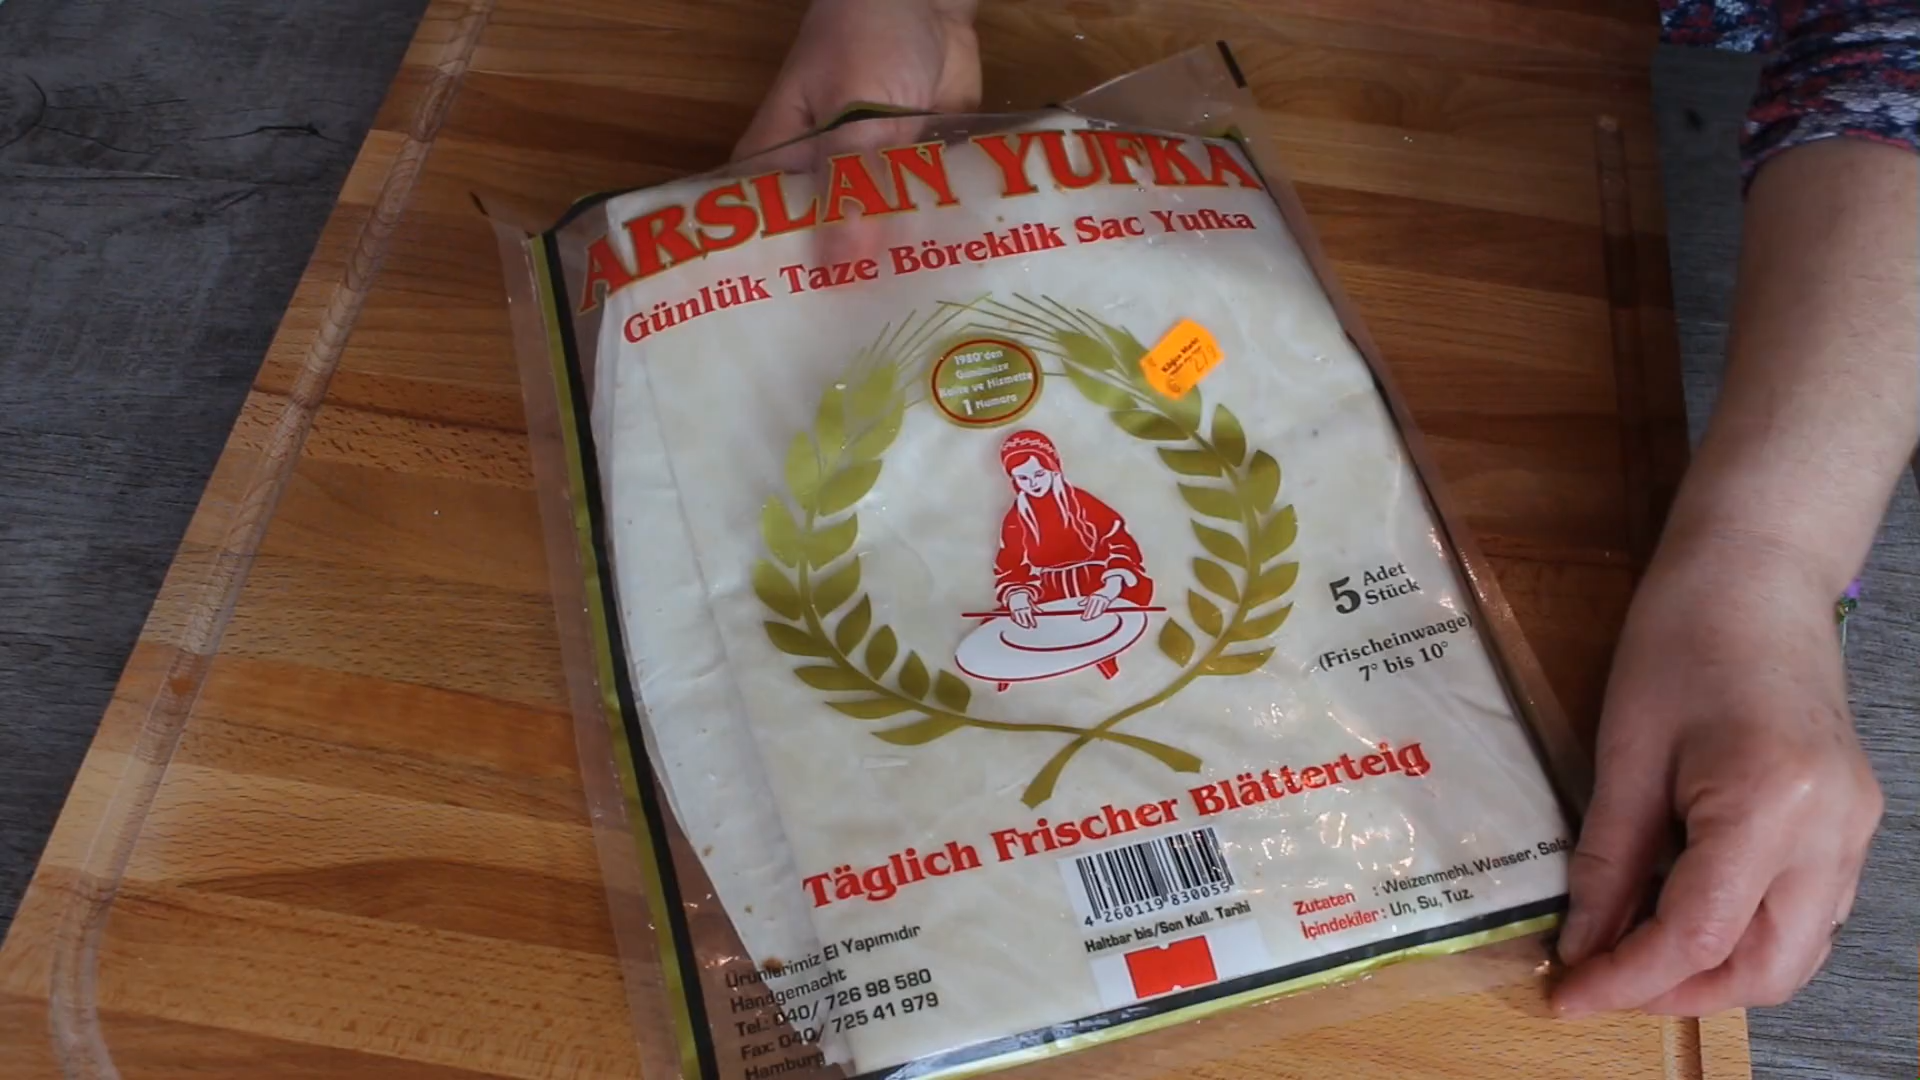 ARSLAN YUFKA
Günlük Taze Böreklik Sac Yufka
1980'den
Günümüze
Kalite ve Hizmette
1 Numara
5 Adet
Stück
(Frischeinwaage)
7° bis 10°
Täglich Frischer Blätterteig
4 260119 830055
Haltbar bis/Son Kull. Tarihi
Zutaten : Weizenmehl, Wasser, Salz
İçindekiler : Un, Su, Tuz.
Ürünlerimiz El Yapımıdır
Handgemacht
Tel.: 040/ 726 98 580
Fax: 040/ 725 41 979
Hamburg